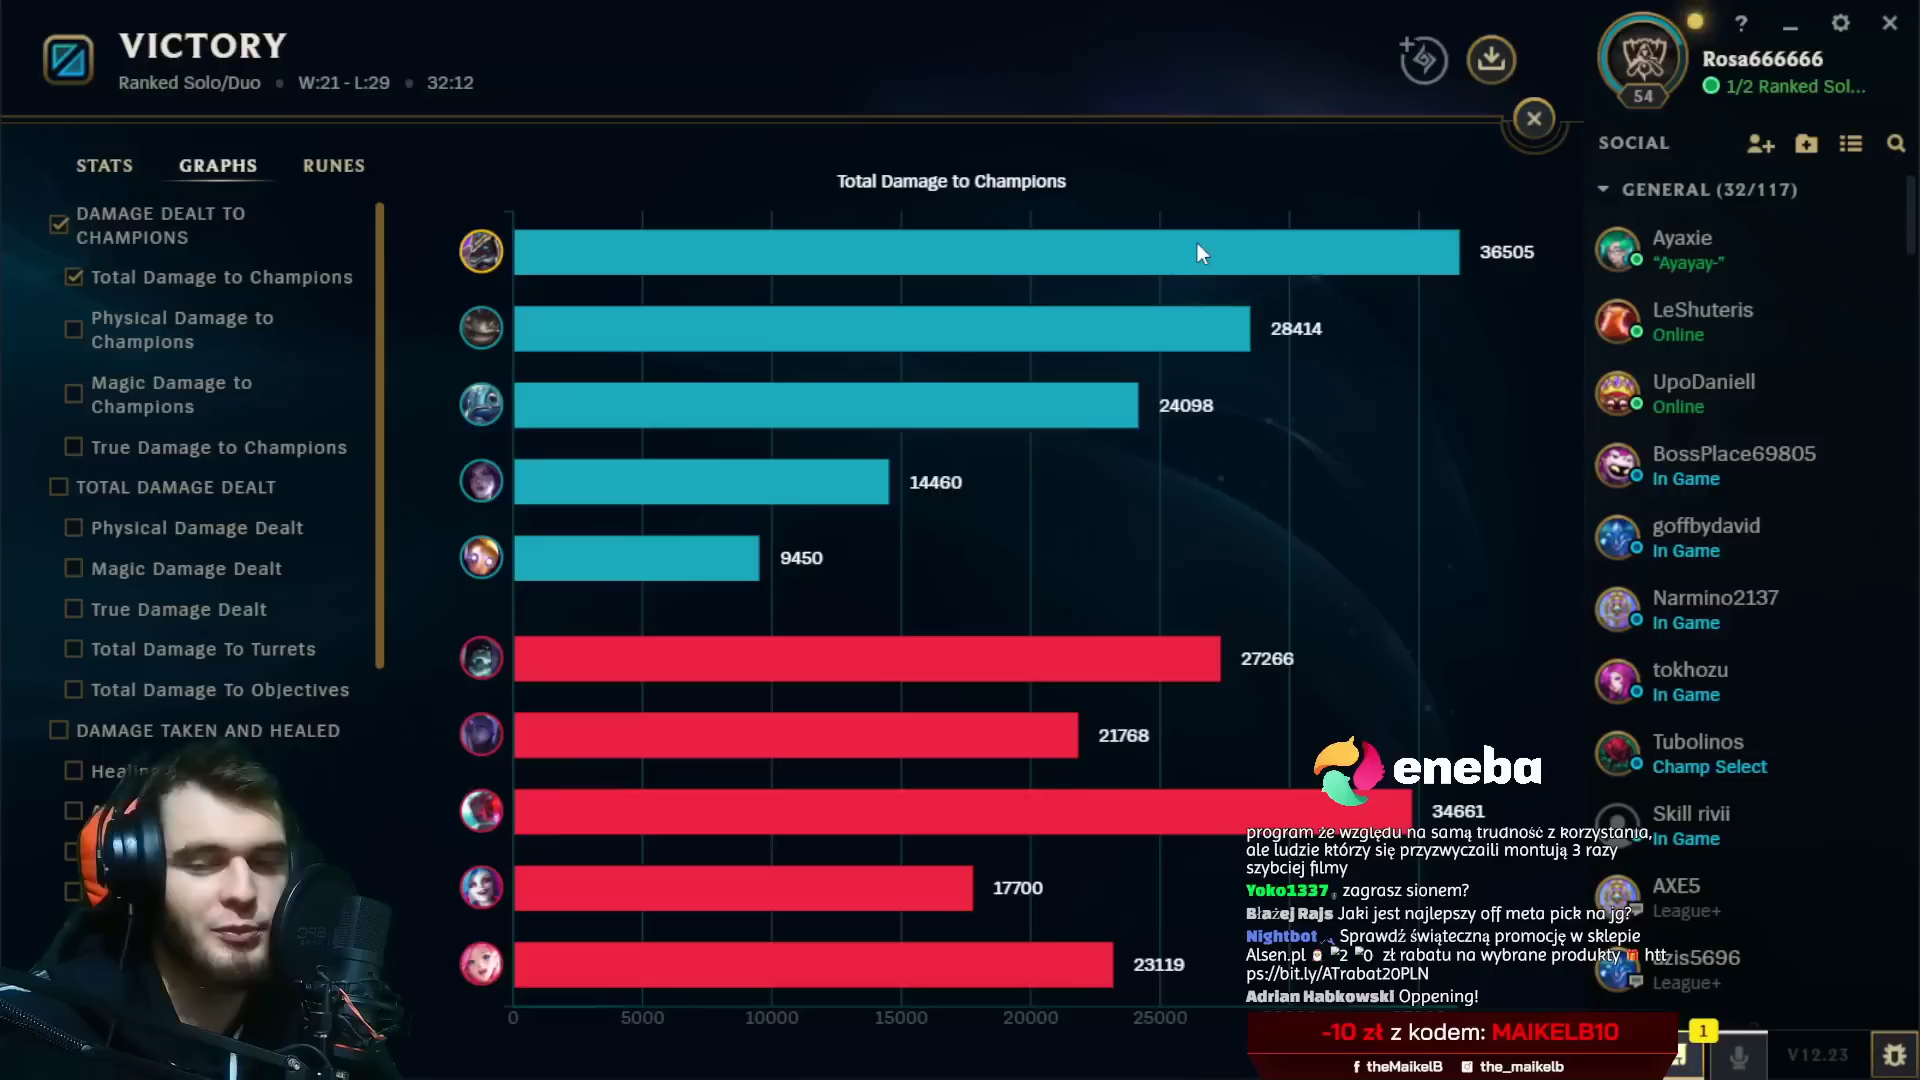 VICTORY
Ranked Solo/Duo • W:21 - L:29 • 32:12
STATS GRAPHS RUNES
DAMAGE DEALT TO
CHAMPIONS
Total Damage to Champions
Physical Damage to
Champions
Magic Damage to
Champions
True Damage to Champions
TOTAL DAMAGE DEALT
Physical Damage Dealt
Magic Damage Dealt
True Damage Dealt
Total Damage To Turrets
Total Damage To Objectives
DAMAGE TAKEN AND HEALED
Total Damage to Champions
36505
28414
24098
14460
9450
27266
21768
34661
17700
23119
0 5000 10000 15000 20000 25000
?
Rosa666666
54
1/2 Ranked Sol...
SOCIAL
GENERAL (32/117)
Ayaxie
“Ayayay-”
LeShuteris
Online
UpoDaniell
Online
BossPlace69805
In Game
goffbydavid
In Game
Narmino2137
In Game
tokhozu
In Game
Tubolinos
Champ Select
Skill rivii
In Game
AXE5
League+
azis5696
League+
eneba
program że względu na samą trudność z korzystania,
ale ludzie którzy się przyzwyczaili montują 3 razy
szybciej filmy
Yoko1337 , zagrasz sionem?
Błażej Rajs Jaki jest najlepszy off meta pick na jg?
Nightbot , Sprawdź świąteczną promocję w sklepie
Alsen.pl 2 0 zł rabatu na wybrane produkty htt
ps://bit.ly/ATrabat20PLN
Adrian Habkowski Oppening!
-10 zł z kodem: MAIKELB10
theMaikelB the_maikelb
1
V12.23